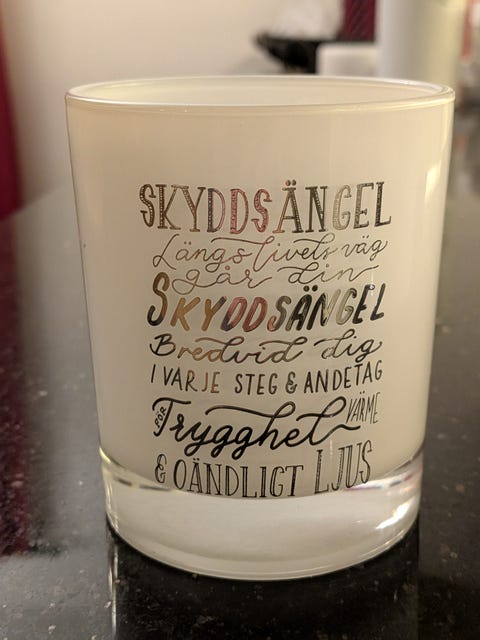 SKYDDSÄNGEL
Längs livets väg
går din
SKYDDSÄNGEL
Bredvid dig
I VARJE STEG & ANDETAG
FÖR Trygghet VÄRME
& OÄNDLIGT LJUS